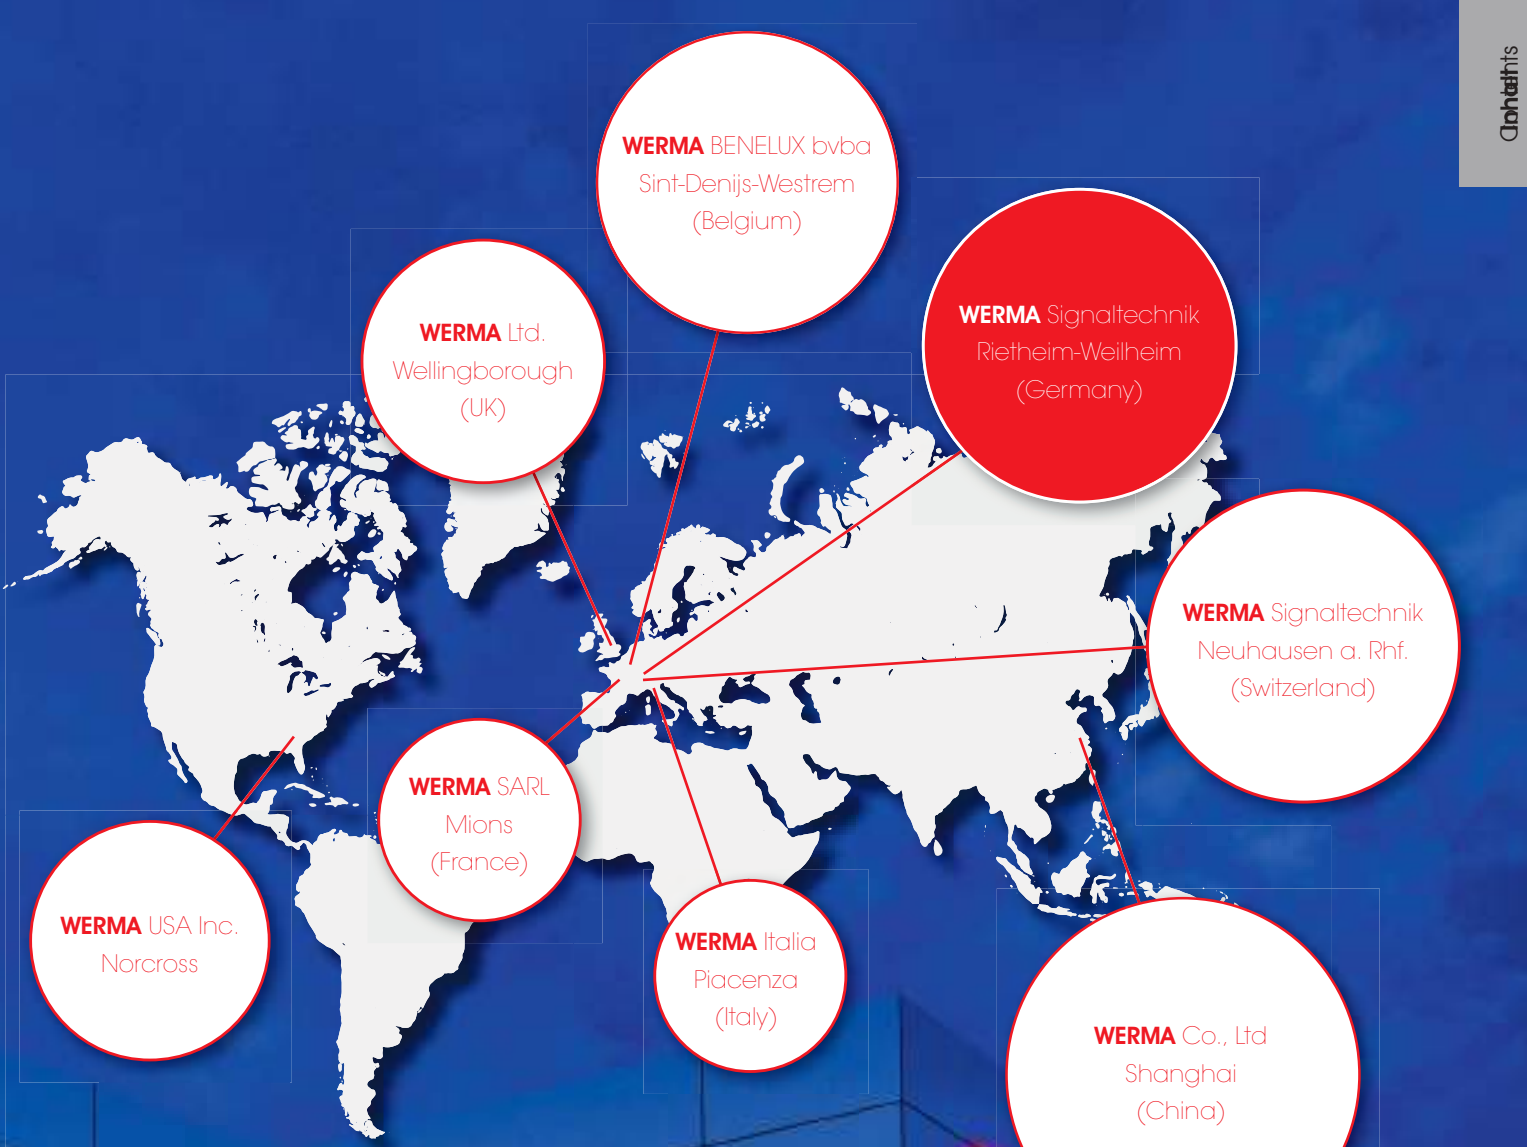 WERMA BENELUX bvba
Sint-Denijs-Westrem
(Belgium)
WERMA Signaltechnik
Rietheim-Weilheim
(Germany)
WERMA Ltd.
Wellingborough
(UK)
WERMA Signaltechnik
Neuhausen a. Rhf.
(Switzerland)
WERMA SARL
Mions
(France)
WERMA USA Inc.
Norcross
WERMA Italia
Piacenza
(Italy)
WERMA Co., Ltd
Shanghai
(China)